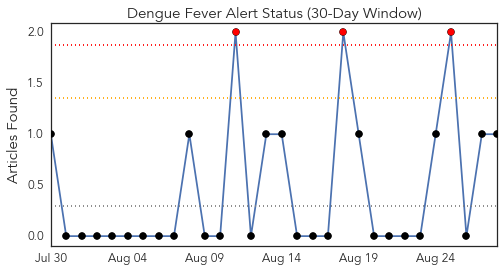 Dengue Fever Alert Status (30-Day Window)
Articles Found
2.0
1.5
1.0
0.5
0.0
Jul 30 Aug 04 Aug 09 Aug 14 Aug 19 Aug 24